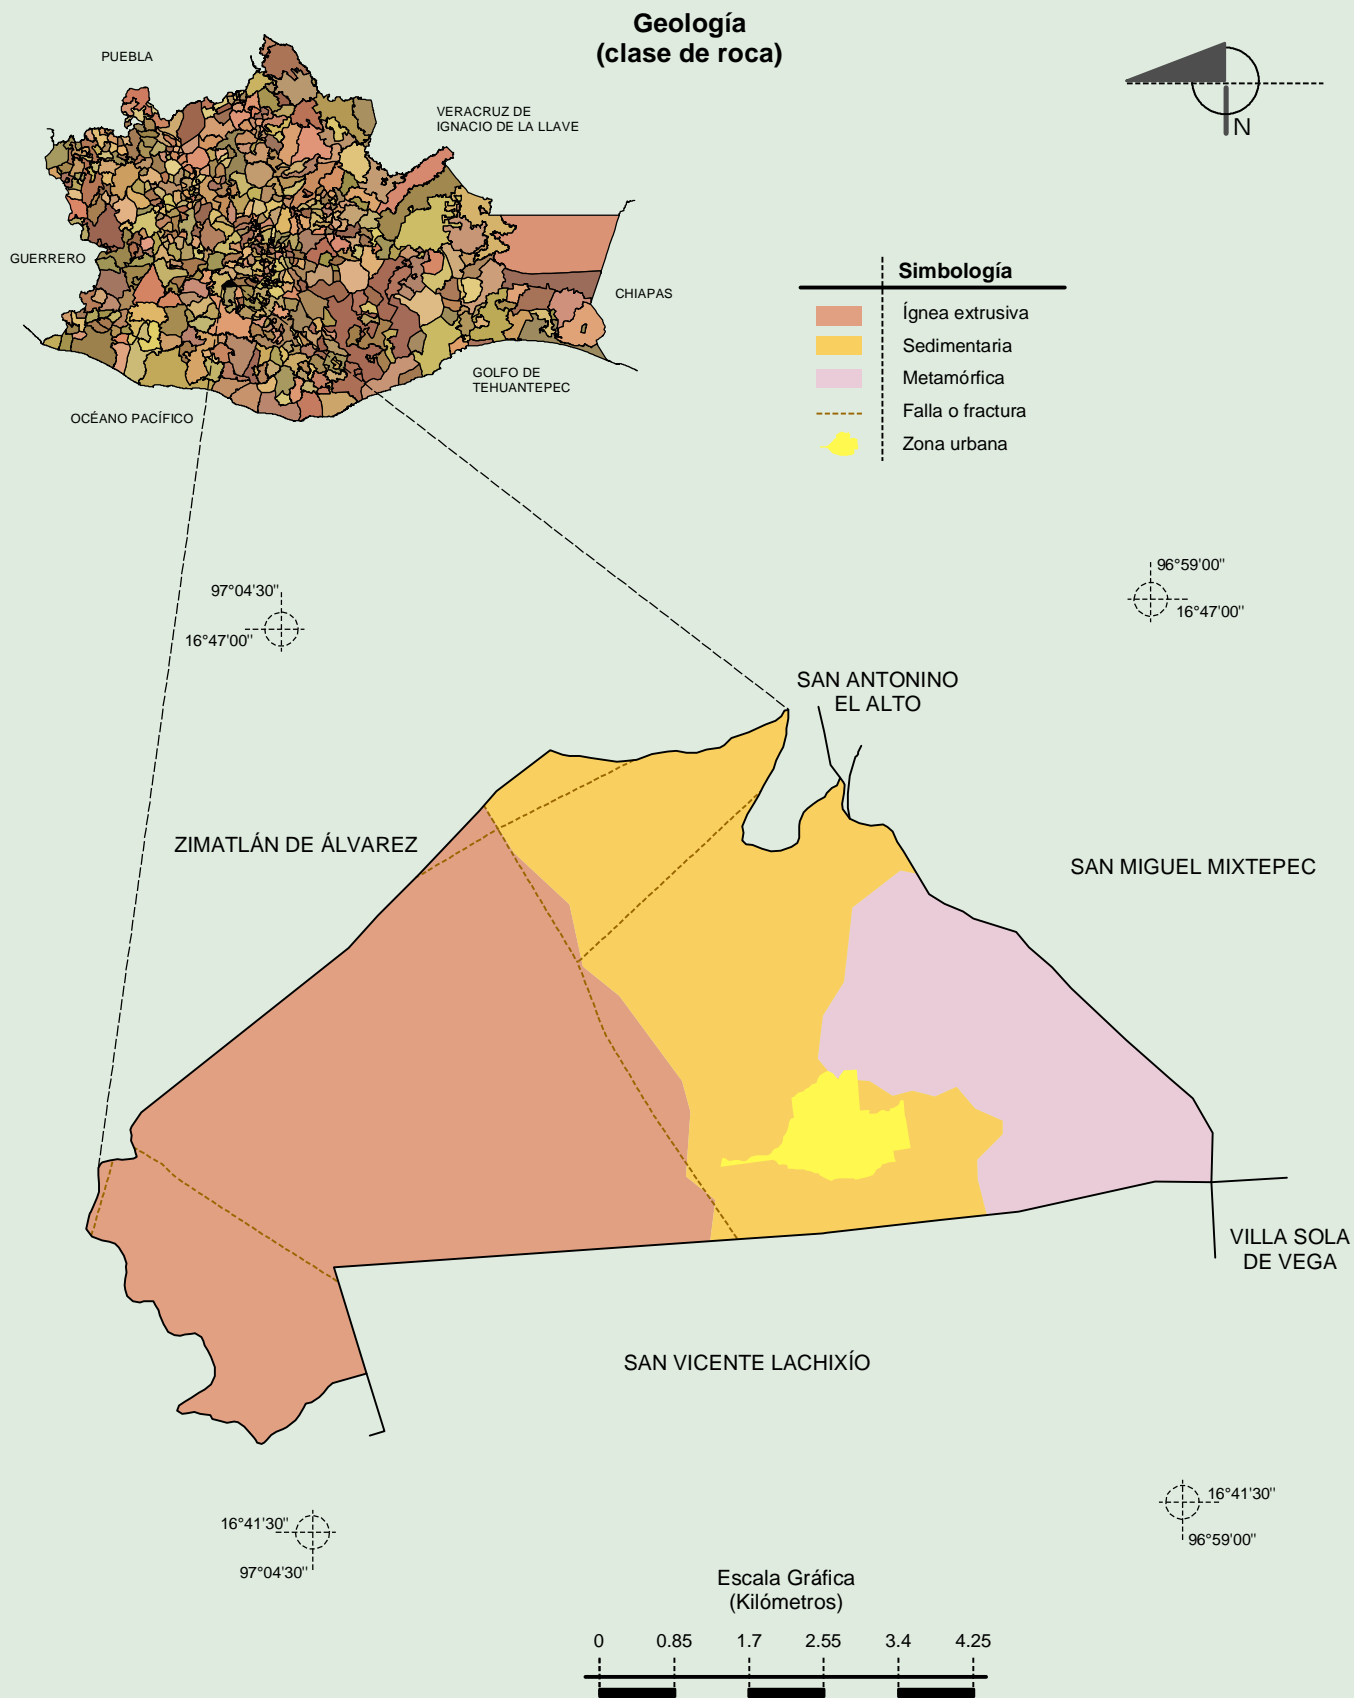 Geología
(clase de roca)
PUEBLA
VERACRUZ DE
IGNACIO DE LA LLAVE
N
GUERRERO
CHIAPAS
GOLFO DE
TEHUANTEPEC
OCÉANO PACÍFICO
Simbología
Ígnea extrusiva
Sedimentaria
Metamórfica
Falla o fractura
Zona urbana
97°04'30"
16°47'00"
96°59'00"
16°47'00"
SAN ANTONINO
EL ALTO
ZIMATLÁN DE ÁLVAREZ
SAN MIGUEL MIXTEPEC
VILLA SOLA
DE VEGA
SAN VICENTE LACHIXÍO
16°41'30"
97°04'30"
16°41'30"
96°59'00"
Escala Gráfica
(Kilómetros)
0 0.85 1.7 2.55 3.4 4.25